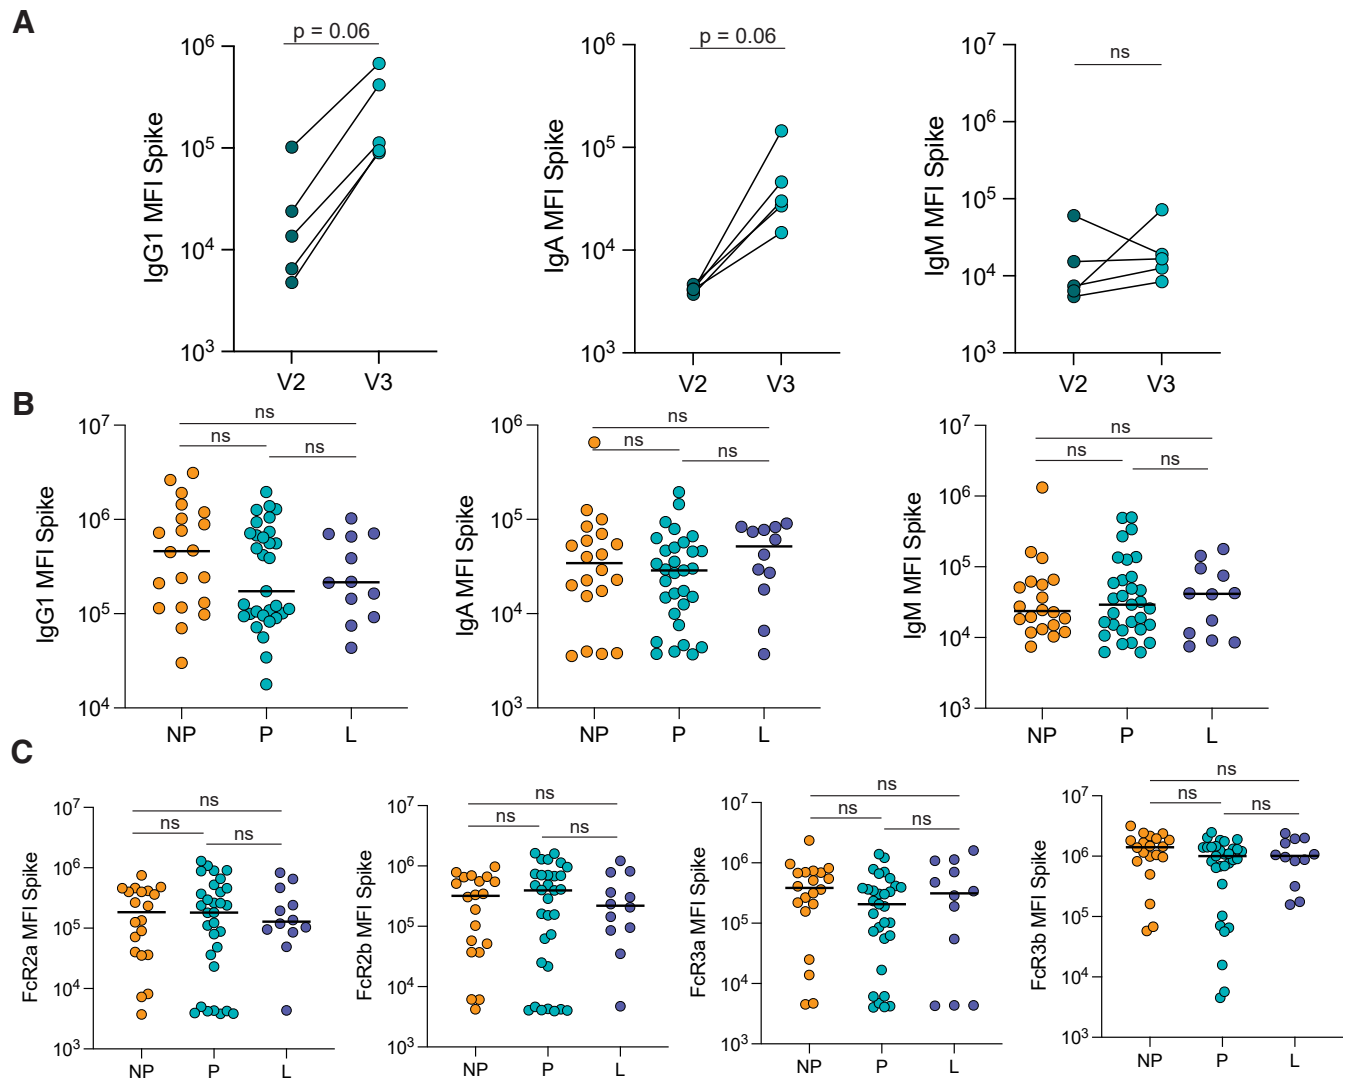 A
IgG1 MFI Spike
10^6
10^5
10^4
10^3
p = 0.06
V2 V3
IgA MFI Spike
10^6
10^5
10^4
10^3
p = 0.06
V2 V3
IgM MFI Spike
10^7
10^6
10^5
10^4
10^3
ns
V2 V3
B
IgG1 MFI Spike
10^7
10^6
10^5
10^4
ns
ns
ns
NP P L
IgA MFI Spike
10^6
10^5
10^4
10^3
ns
ns
ns
NP P L
IgM MFI Spike
10^7
10^6
10^5
10^4
10^3
ns
ns
ns
NP P L
C
FcR2a MFI Spike
10^7
10^6
10^5
10^4
10^3
ns
ns
ns
NP P L
FcR2b MFI Spike
10^7
10^6
10^5
10^4
10^3
ns
ns
ns
NP P L
FcR3a MFI Spike
10^7
10^6
10^5
10^4
10^3
ns
ns
ns
NP P L
FcR3b MFI Spike
10^7
10^6
10^5
10^4
10^3
ns
ns
ns
NP P L